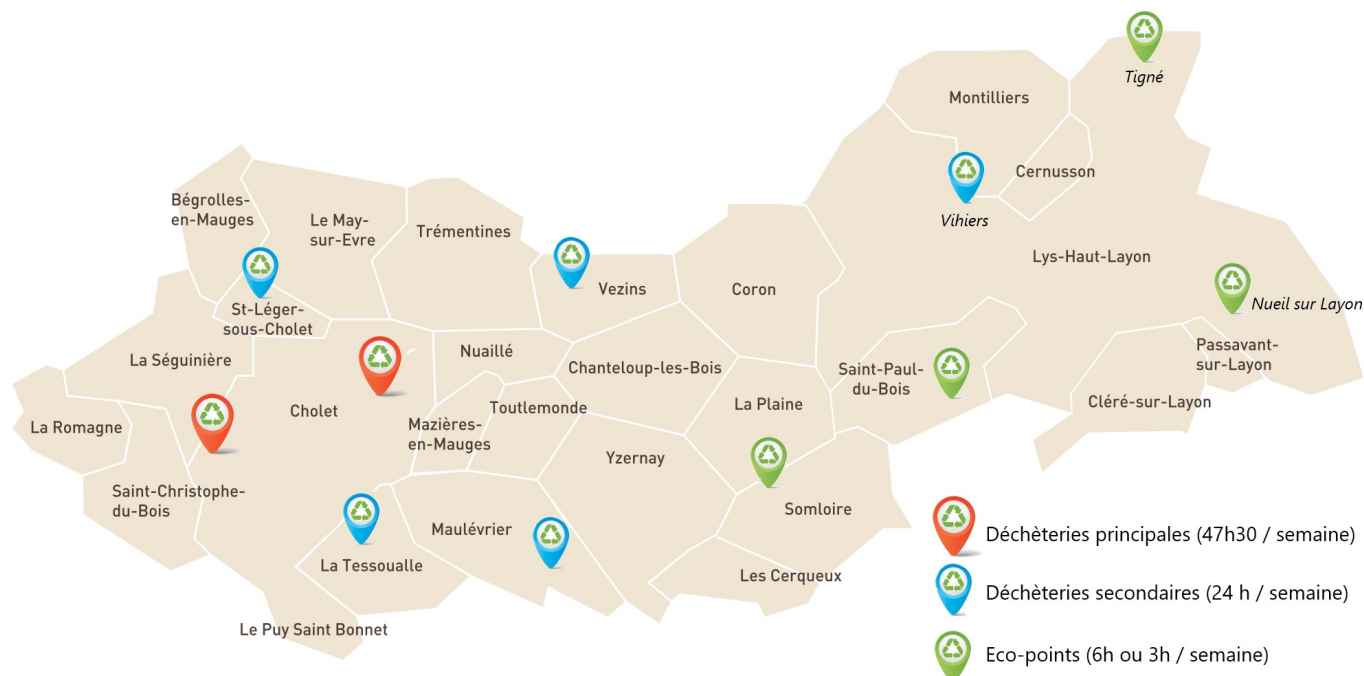 Tigné
Montilliers
Cernusson
Vihiers
Bégrolles-
en-Mauges
Le May-
sur-Evre
Trémentines
Lys-Haut-Layon
Vezins
Coron
St-Léger-
sous-Cholet
Nueil sur Layon
La Séguinière
Nuaillé
Chanteloup-les-Bois
Saint-Paul-
du-Bois
Passavant-
sur-Layon
La Romagne
Cholet
Mazières-
en-Mauges
Toutlemonde
La Plaine
Cléré-sur-Layon
Yzernay
Saint-Christophe-
du-Bois
Maulévrier
Somloire
La Tessoualle
Les Cerqueux
Le Puy Saint Bonnet
Déchèteries principales (47h30 / semaine)
Déchèteries secondaires (24 h / semaine)
Eco-points (6h ou 3h / semaine)